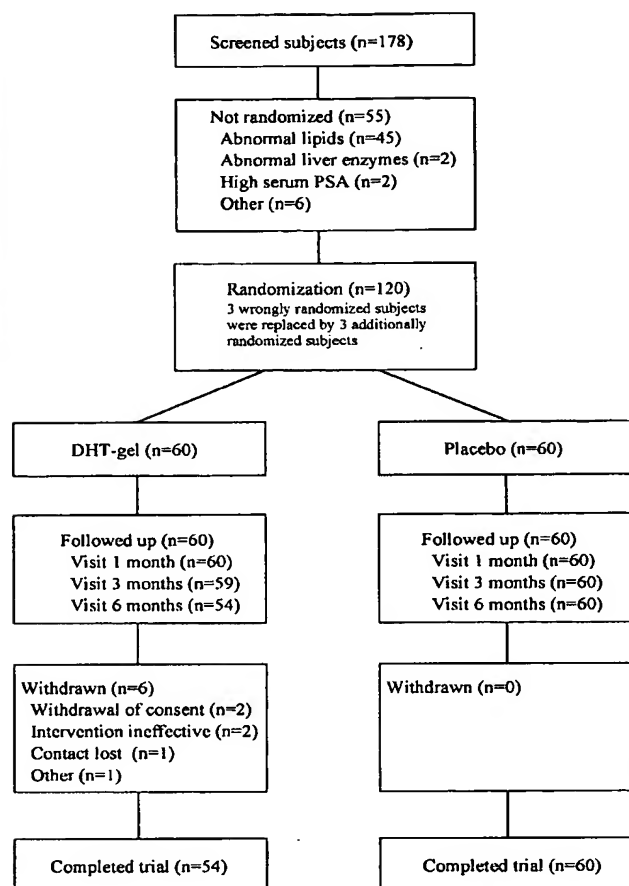 Screened subjects (n=178)
Not randomized (n=55)
Abnormal lipids (n=45)
Abnormal liver enzymes (n=2)
High serum PSA (n=2)
Other (n=6)
Randomization (n=120)
3 wrongly randomized subjects
were replaced by 3 additionally
randomized subjects
DHT-gel (n=60)
Placebo (n=60)
Followed up (n=60)
Visit 1 month (n=60)
Visit 3 months (n=59)
Visit 6 months (n=54)
Followed up (n=60)
Visit 1 month (n=60)
Visit 3 months (n=60)
Visit 6 months (n=60)
Withdrawn (n=6)
Withdrawal of consent (n=2)
Intervention ineffective (n=2)
Contact lost (n=1)
Other (n=1)
Withdrawn (n=0)
Completed trial (n=54)
Completed trial (n=60)